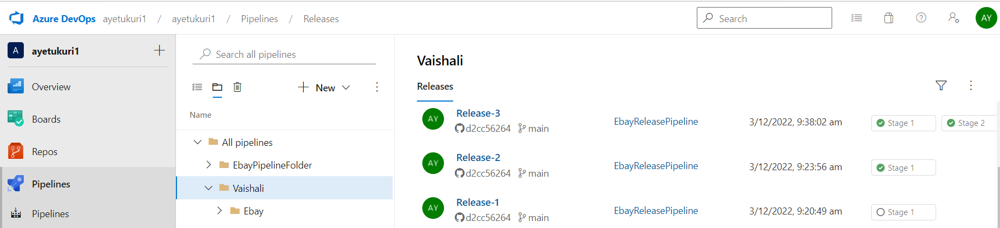 Azure DevOps ayetukuri1 / ayetukuri1 / Pipelines / Releases
Search
AY
A ayetukuri1
Overview
Boards
Repos
Pipelines
Pipelines
Search all pipelines
New
Name
All pipelines
EbayPipelineFolder
Vaishali
Ebay
Vaishali
Releases
AY Release-3 EbayReleasePipeline 3/12/2022, 9:38:02 am Stage 1 Stage 2
d2cc56264 main
AY Release-2 EbayReleasePipeline 3/12/2022, 9:23:56 am Stage 1
d2cc56264 main
AY Release-1 EbayReleasePipeline 3/12/2022, 9:20:49 am Stage 1
d2cc56264 main